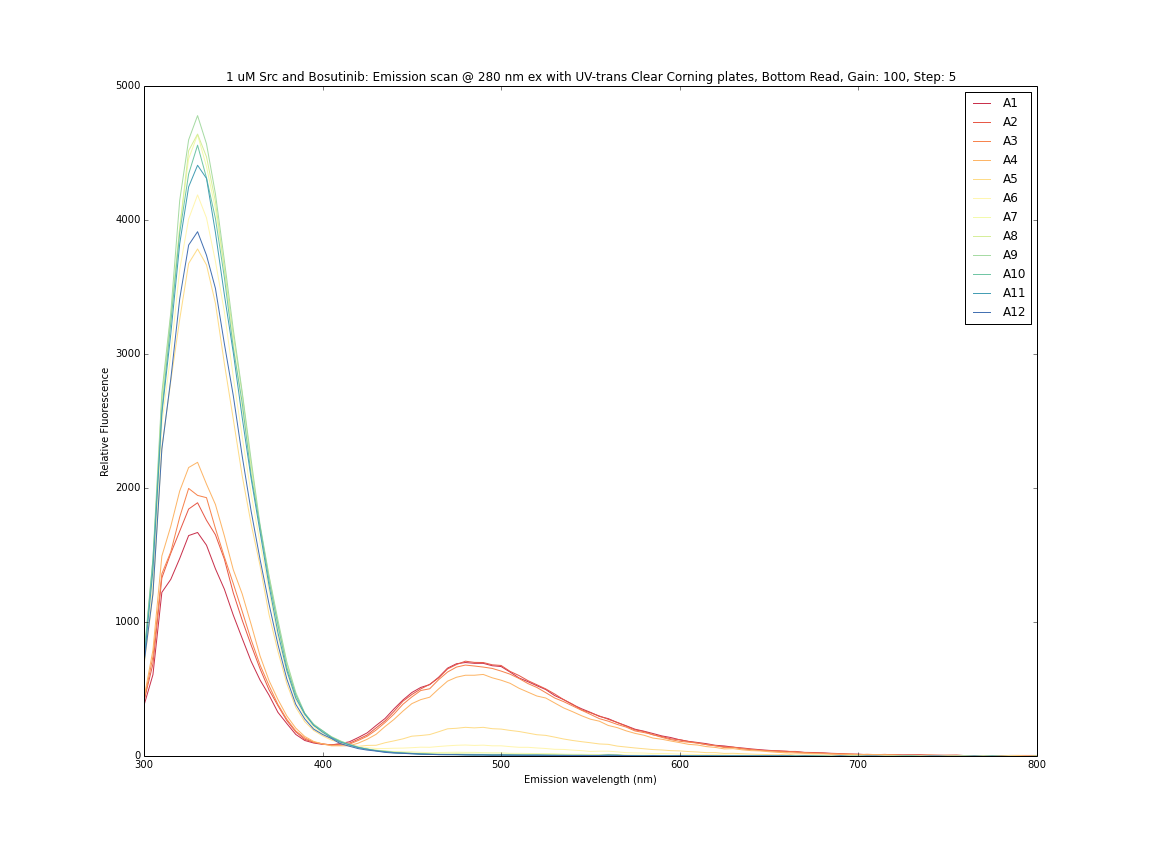 1 uM Src and Bosutinib: Emission scan @ 280 nm ex with UV-trans Clear Corning plates, Bottom Read, Gain: 100, Step: 5
5000
4000
3000
2000
1000
0
Relative Fluorescence
300
400
500
600
700
800
Emission wavelength (nm)
A1
A2
A3
A4
A5
A6
A7
A8
A9
A10
A11
A12